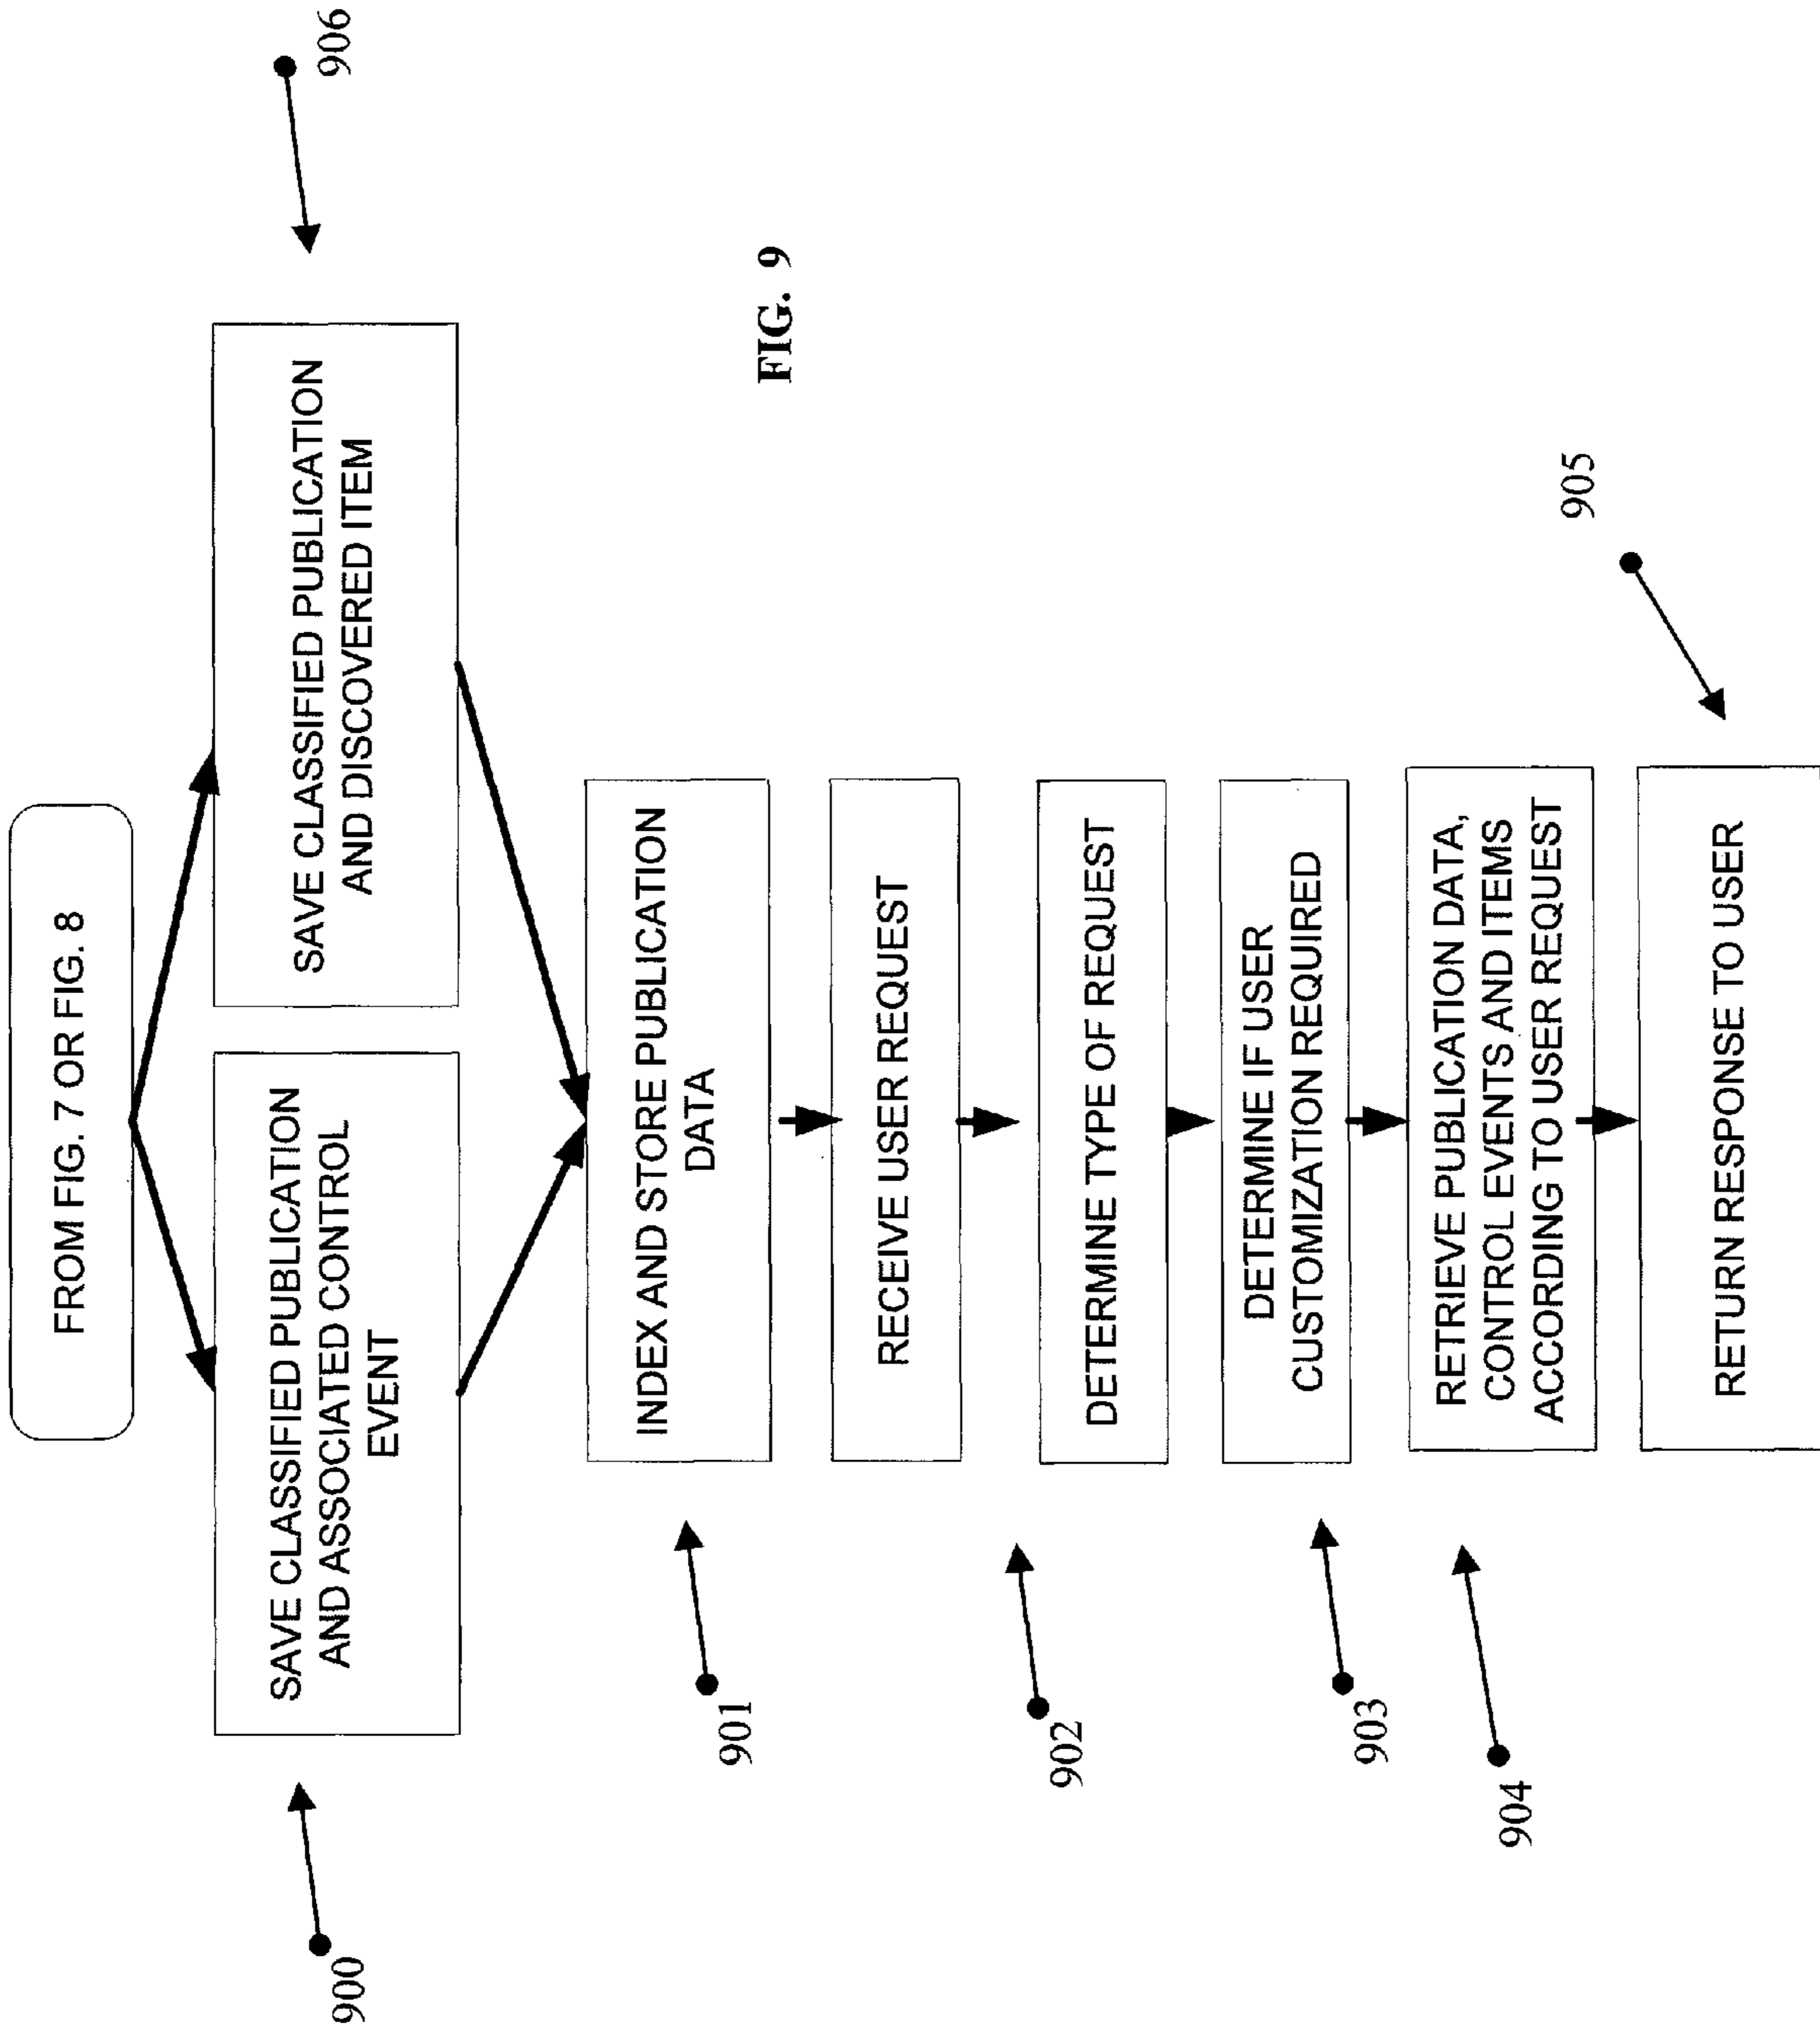 FROM FIG. 7 OR FIG. 8
SAVE CLASSIFIED PUBLICATION
AND ASSOCIATED CONTROL
EVENT
900
SAVE CLASSIFIED PUBLICATION
AND DISCOVERED ITEM
906
INDEX AND STORE PUBLICATION
DATA
901
FIG. 9
RECEIVE USER REQUEST
DETERMINE TYPE OF REQUEST
902
DETERMINE IF USER
CUSTOMIZATION REQUIRED
903
RETRIEVE PUBLICATION DATA,
CONTROL EVENTS AND ITEMS
ACCORDING TO USER REQUEST
904
RETURN RESPONSE TO USER
905